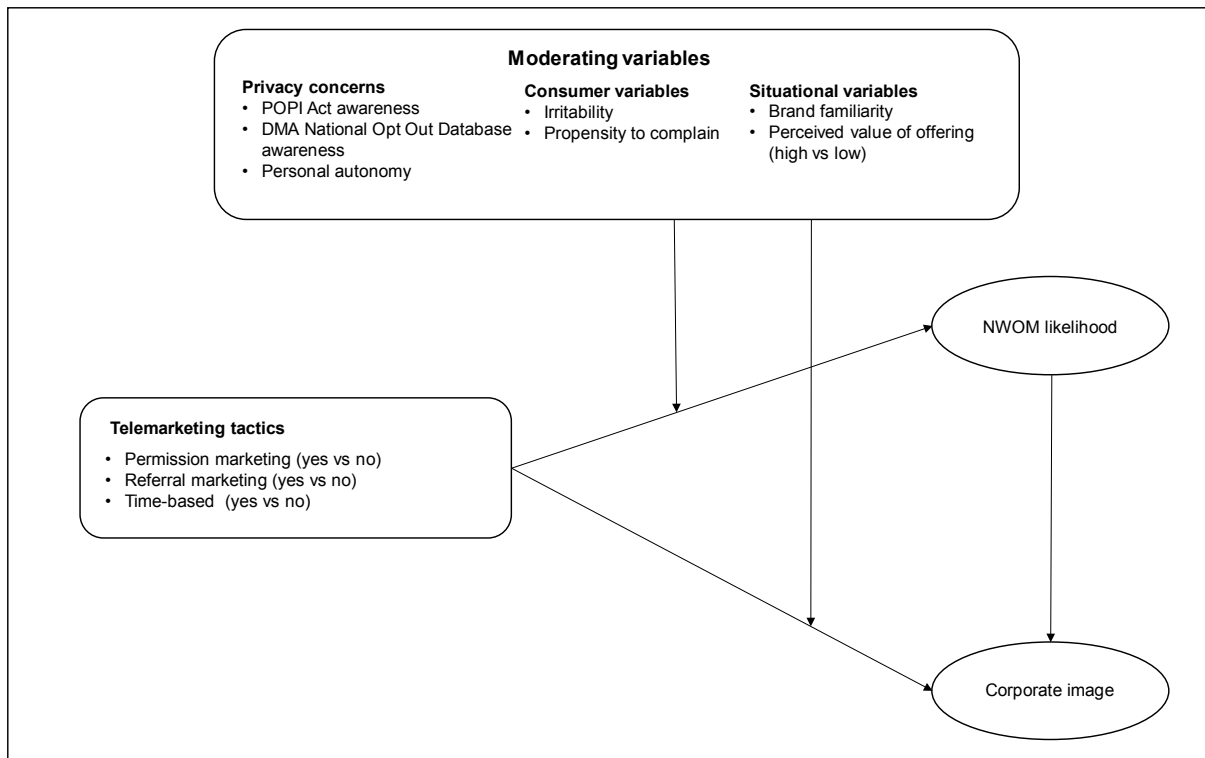 Moderating variables
Privacy concerns
• POPI Act awareness
• DMA National Opt Out Database
awareness
• Personal autonomy
Consumer variables
• Irritability
• Propensity to complain
Situational variables
• Brand familiarity
• Perceived value of offering
(high vs low)
NWOM likelihood
Telemarketing tactics
• Permission marketing (yes vs no)
• Referral marketing (yes vs no)
• Time-based (yes vs no)
Corporate image